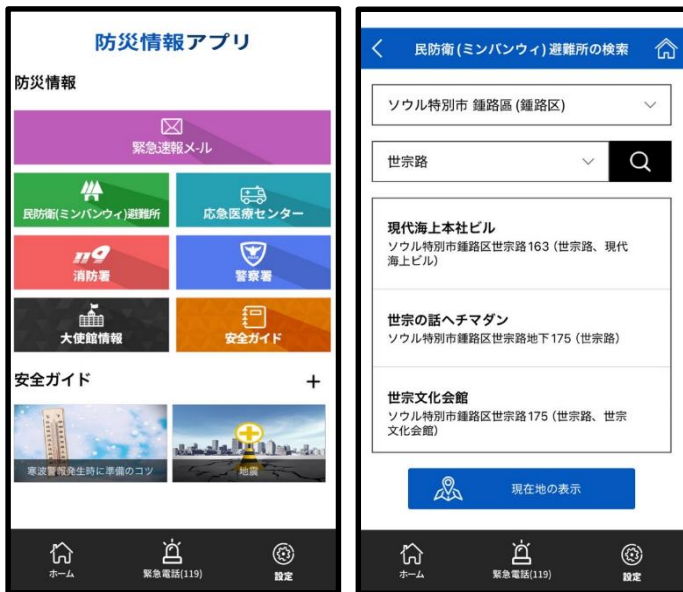 防災情報アプリ
防災情報
緊急速報メール
民防衛(ミンバンウィ)避難所
応急医療センター
119
消防署
警察署
大使館情報
安全ガイド
安全ガイド +
寒波警報発生時に準備のコツ
地震
ホーム
緊急電話(119)
設定
民防衛(ミンバンウィ)避難所の検索
ソウル特別市 鍾路區 (鍾路区)
世宗路
現代海上本社ビル
ソウル特別市鍾路区世宗路163 (世宗路、現代
海上ビル)
世宗の話ヘチマダン
ソウル特別市鍾路区世宗路地下175 (世宗路)
世宗文化会館
ソウル特別市鍾路区世宗路175 (世宗路、世宗
文化会館)
現在地の表示
ホーム
緊急電話(119)
設定